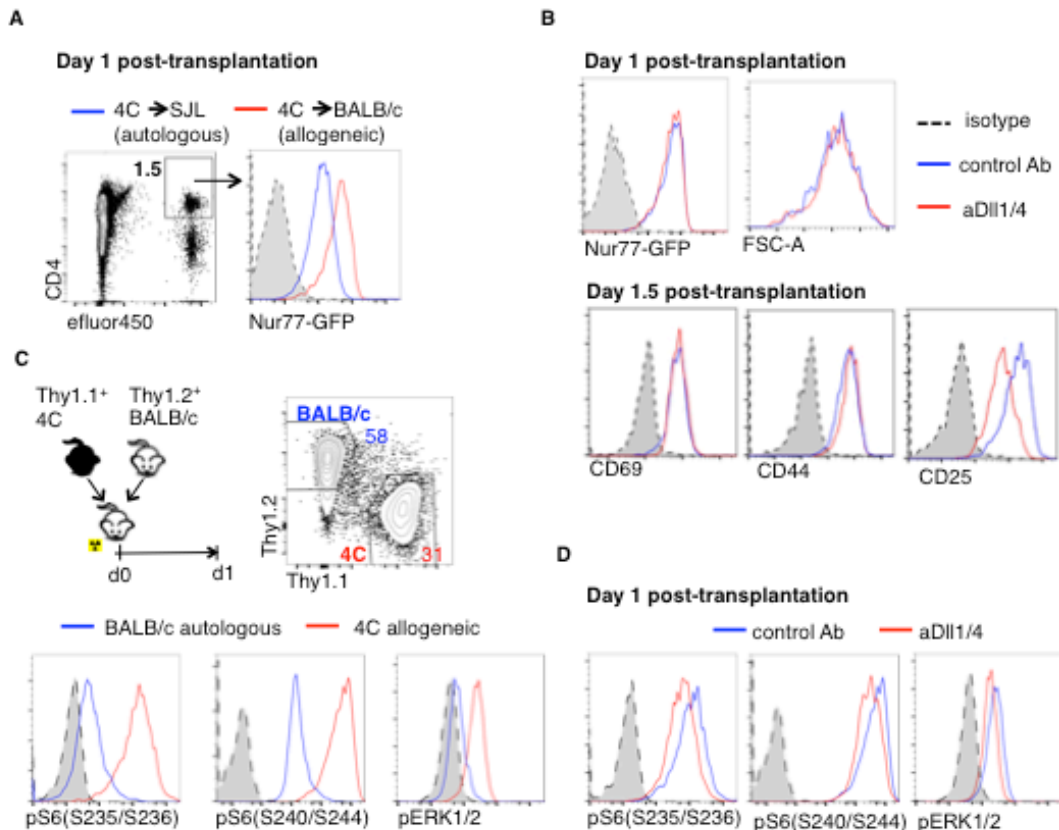 A
Day 1 post-transplantation
4C →SJL
(autologous)
4C →BALB/c
(allogeneic)
1.5
CD4
efluor450
Nur77-GFP
B
Day 1 post-transplantation
isotype
control Ab
aDll1/4
Nur77-GFP
FSC-A
Day 1.5 post-transplantation
CD69
CD44
CD25
C
Thy1.1+
4C
Thy1.2+
BALB/c
d0
d1
BALB/c
58
Thy1.2
4C
31
Thy1.1
BALB/c autologous
4C allogeneic
pS6(S235/S236)
pS6(S240/S244)
pERK1/2
D
Day 1 post-transplantation
control Ab
aDll1/4
pS6(S235/S236)
pS6(S240/S244)
pERK1/2